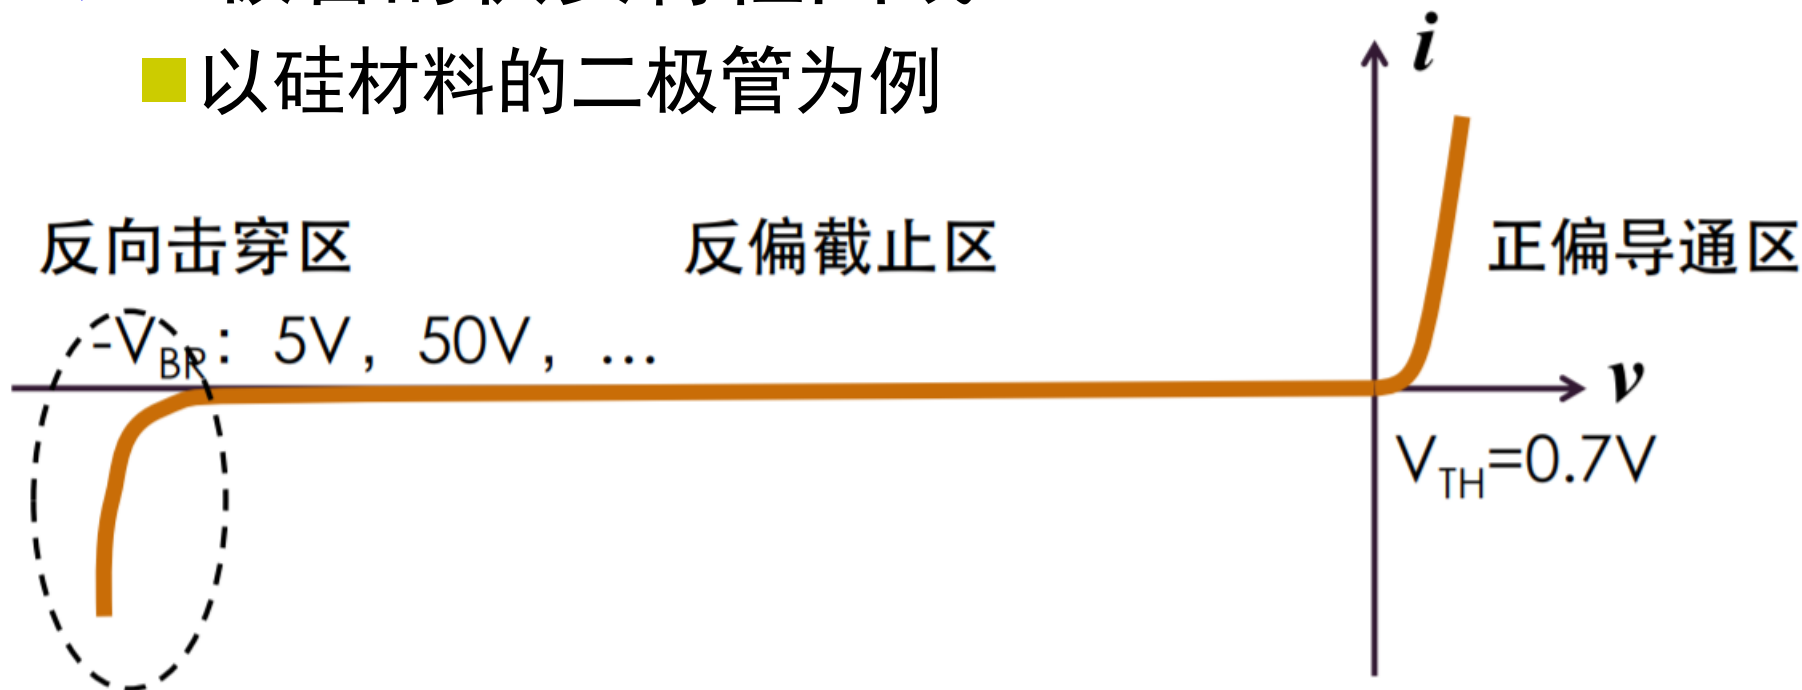 以硅材料的二极管为例
i
反向击穿区 反偏截止区 正偏导通区
-VBR: 5V, 50V, ...
v
VTH=0.7V